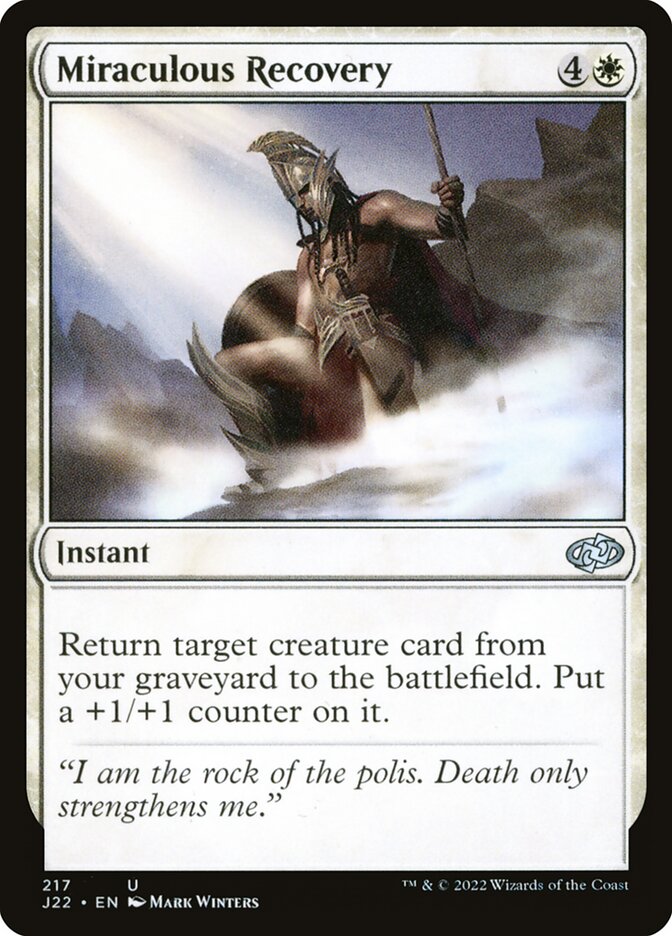 Miraculous Recovery 4
Instant
Return target creature card from
your graveyard to the battlefield. Put
a +1/+1 counter on it.
“I am the rock of the polis. Death only
strengthens me.”
217 U ™ & © 2022 Wizards of the Coast
J22 • EN Mark Winters